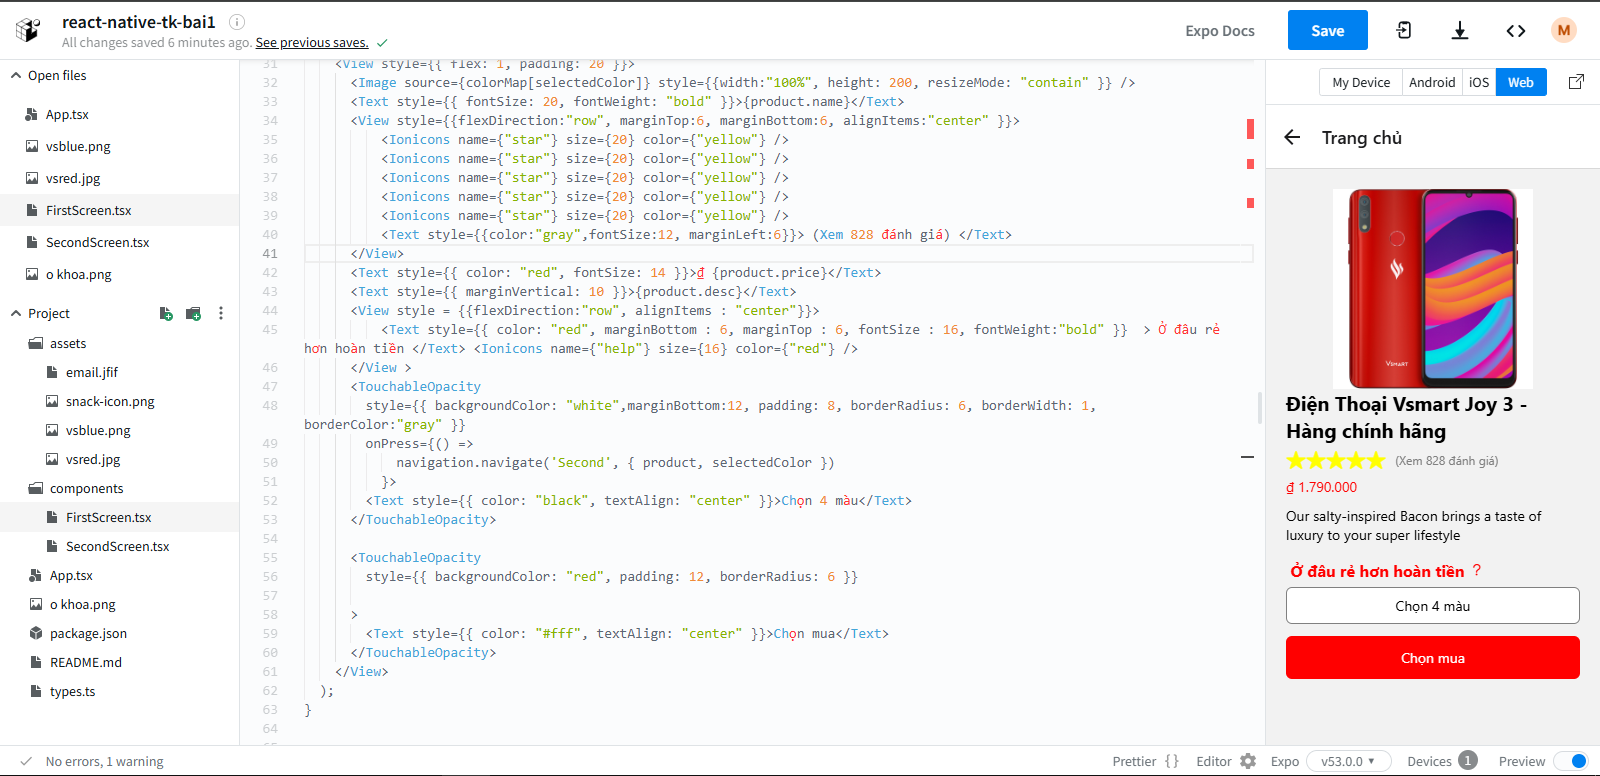 react-native-tk-bai1
All changes saved 6 minutes ago. See previous saves.
Expo Docs
Save
M
Open files
App.tsx
vsblue.png
vsred.jpg
FirstScreen.tsx
SecondScreen.tsx
o khoa.png
Project
assets
email.jfif
snack-icon.png
vsblue.png
vsred.jpg
components
FirstScreen.tsx
SecondScreen.tsx
App.tsx
o khoa.png
package.json
README.md
types.ts
31 <View style={{ flex: 1, padding: 20 }}>
32 <Image source={colorMap[selectedColor]} style={{width:"100%", height: 200, resizeMode: "contain" }} />
33 <Text style={{ fontSize: 20, fontWeight: "bold" }}>{product.name}</Text>
34 <View style={{flexDirection:"row", marginTop:6, marginBottom:6, alignItems:"center" }}>
35 <Ionicons name={"star"} size={20} color={"yellow"} />
36 <Ionicons name={"star"} size={20} color={"yellow"} />
37 <Ionicons name={"star"} size={20} color={"yellow"} />
38 <Ionicons name={"star"} size={20} color={"yellow"} />
39 <Ionicons name={"star"} size={20} color={"yellow"} />
40 <Text style={{color:"gray",fontSize:12, marginLeft:6}}> (Xem 828 đánh giá) </Text>
41 </View>
42 <Text style={{ color: "red", fontSize: 14 }}>₫ {product.price}</Text>
43 <Text style={{ marginVertical: 10 }}>{product.desc}</Text>
44 <View style = {{flexDirection:"row", alignItems : "center"}}>
45 <Text style={{ color: "red", marginBottom : 6, marginTop : 6, fontSize : 16, fontWeight:"bold" }}  > Ở đâu rẻ
hơn hoàn tiền </Text> <Ionicons name={"help"} size={16} color={"red"} />
46 </View >
47 <TouchableOpacity
48 style={{ backgroundColor: "white",marginBottom:12, padding: 8, borderRadius: 6, borderWidth: 1,
borderColor:"gray" }}
49 onPress={() =>
50 navigation.navigate('Second', { product, selectedColor })
51 }>
52 <Text style={{ color: "black", textAlign: "center" }}>Chọn 4 màu</Text>
53 </TouchableOpacity>
54
55 <TouchableOpacity
56 style={{ backgroundColor: "red", padding: 12, borderRadius: 6 }}
57
58 >
59 <Text style={{ color: "#fff", textAlign: "center" }}>Chọn mua</Text>
60 </TouchableOpacity>
61 </View>
62 );
63 }
64
My Device Android iOS Web
Trang chủ
VSMART
Điện Thoại Vsmart Joy 3 -
Hàng chính hãng
(Xem 828 đánh giá)
₫ 1.790.000
Our salty-inspired Bacon brings a taste of
luxury to your super lifestyle
Ở đâu rẻ hơn hoàn tiền ?
Chọn 4 màu
Chọn mua
No errors, 1 warning
Prettier { } Editor Expo v53.0.0 Devices 1 Preview